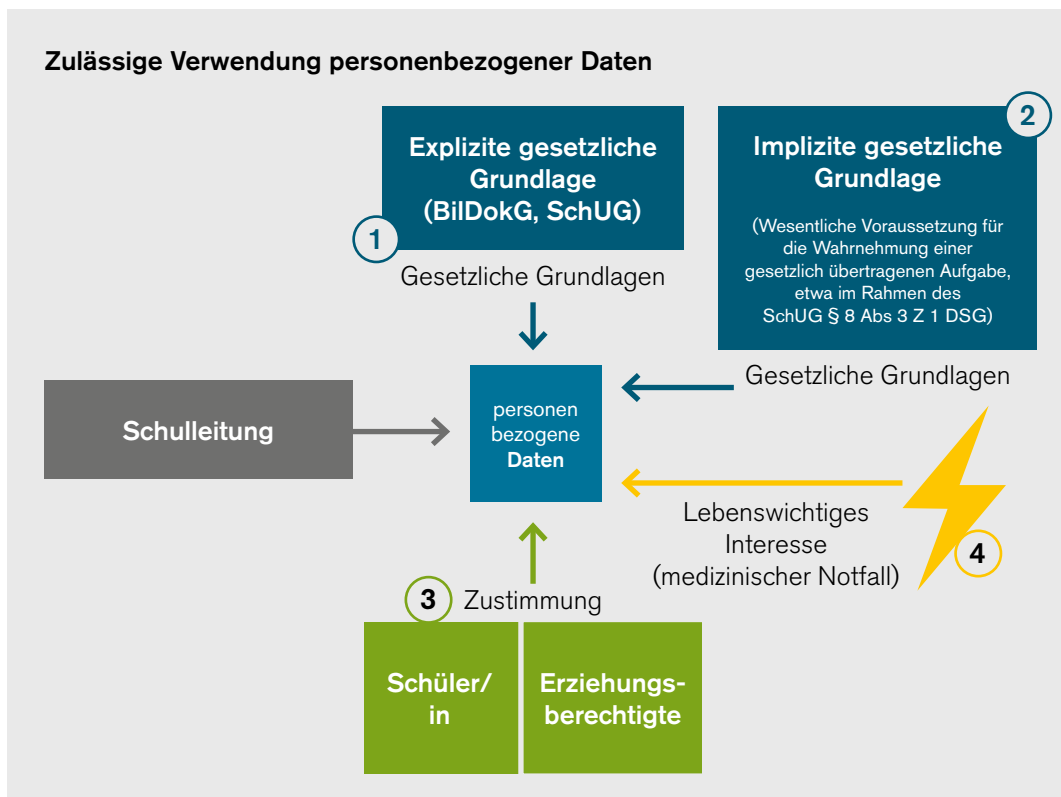 Zulässige Verwendung personenbezogener Daten
Explizite gesetzliche
Grundlage
(BilDokG, SchUG)
1
Gesetzliche Grundlagen
2
Implizite gesetzliche
Grundlage
(Wesentliche Voraussetzung für
die Wahrnehmung einer
gesetzlich übertragenen Aufgabe,
etwa im Rahmen des
SchUG § 8 Abs 3 Z 1 DSG)
Gesetzliche Grundlagen
Schulleitung
personen
bezogene
Daten
Lebenswichtiges
Interesse
(medizinischer Notfall)
4
3 Zustimmung
Schüler/
in
Erziehungs-
berechtigte